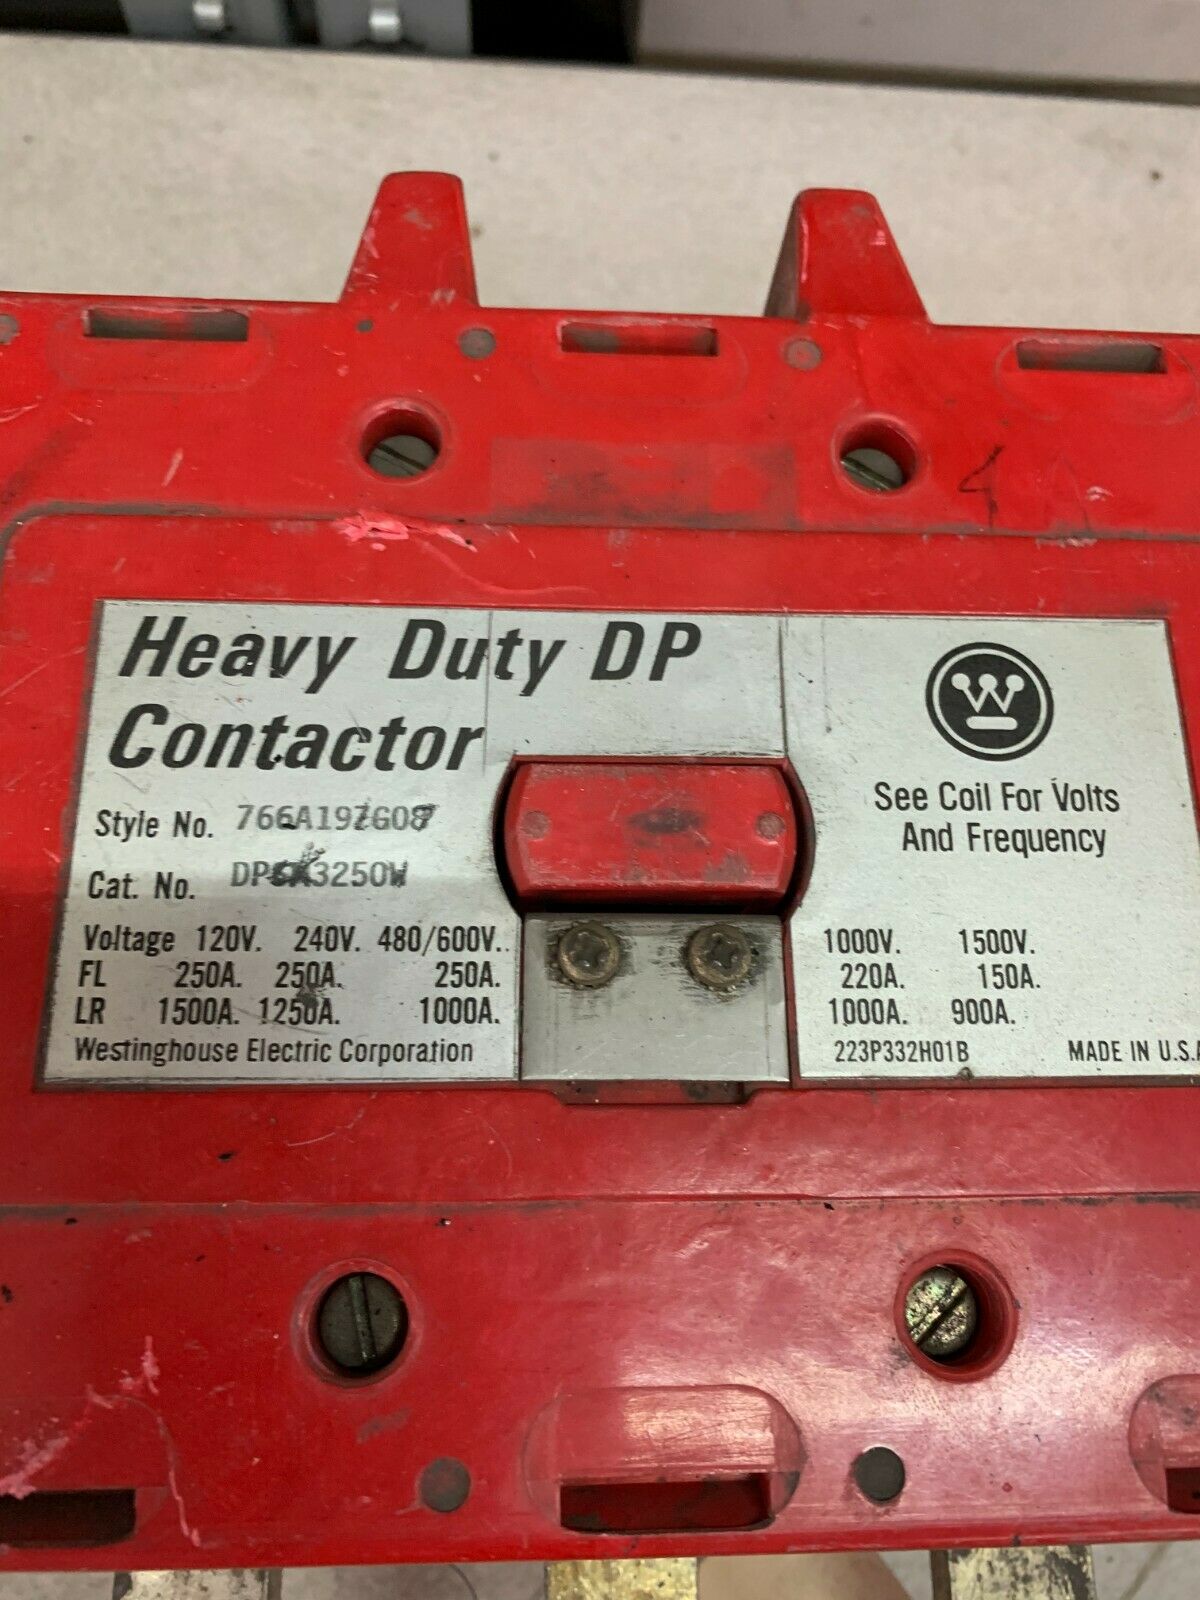 Heavy Duty DP
Contactor
Style No.
Cat. No.
Voltage 120V. 240V. 480/600V.
FL 250A. 250A. 250A.
LR 1500A. 1250A. 1000A.
Westinghouse Electric Corporation
W
See Coil For Volts
And Frequency
1000V. 1500V.
220A. 150A.
1000A. 900A.
223P332H01B MADE IN U.S.A